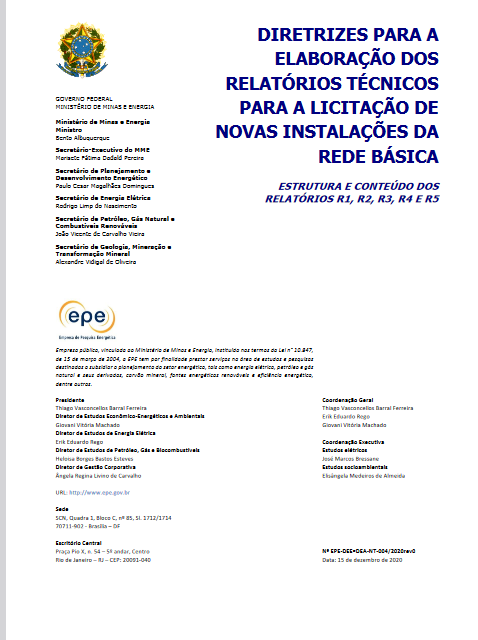 DIRETRIZES PARA A
ELABORAÇÃO DOS
RELATÓRIOS TÉCNICOS
PARA A LICITAÇÃO DE
NOVAS INSTALAÇÕES DA
REDE BÁSICA
ESTRUTURA E CONTEÚDO DOS
RELATÓRIOS R1, R2, R3, R4 E R5
GOVERNO FEDERAL
MINISTÉRIO DE MINAS E ENERGIA
Ministério de Minas e Energia
Ministro
Bento Albuquerque
Secretário-Executivo do MME
Marisete Fátima Dadald Pereira
Secretário de Planejamento e
Desenvolvimento Energético
Paulo Cesar Magalhães Domingues
Secretário de Energia Elétrica
Rodrigo Limp do Nascimento
Secretário de Petróleo, Gás Natural e
Combustíveis Renováveis
João Vicente de Carvalho Vieira
Secretário de Geologia, Mineração e
Transformação Mineral
Alexandre Vidigal de Oliveira
epe
Empresa de Pesquisa Energética
Empresa pública, vinculada ao Ministério de Minas e Energia, instituída nos termos da Lei n° 10.847,
de 15 de março de 2004, a EPE tem por finalidade prestar serviços na área de estudos e pesquisas
destinados a subsidiar o planejamento do setor energético, tais como energia elétrica, petróleo e gás
natural e seus derivados, carvão mineral, fontes energéticas renováveis e eficiência energética,
dentre outras.
Presidente
Thiago Vasconcellos Barral Ferreira
Diretor de Estudos Econômico-Energéticos e Ambientais
Giovani Vitória Machado
Diretor de Estudos de Energia Elétrica
Erik Eduardo Rego
Diretor de Estudos de Petróleo, Gás e Biocombustíveis
Heloisa Borges Bastos Esteves
Diretor de Gestão Corporativa
Ângela Regina Livino de Carvalho
Coordenação Geral
Thiago Vasconcellos Barral Ferreira
Erik Eduardo Rego
Giovani Vitória Machado
Coordenação Executiva
Estudos elétricos
José Marcos Bressane
Estudos socioambientais
Elisângela Medeiros de Almeida
URL: http://www.epe.gov.br
Sede
SCN, Quadra 1, Bloco C, nº 85, Sl. 1712/1714
70711-902 - Brasília – DF
Escritório Central
Praça Pio X, n. 54 – 5º andar, Centro
Rio de Janeiro – RJ – CEP: 20091-040
Nº EPE-DEE•DEA-NT-004/2020rev0
Data: 15 de dezembro de 2020